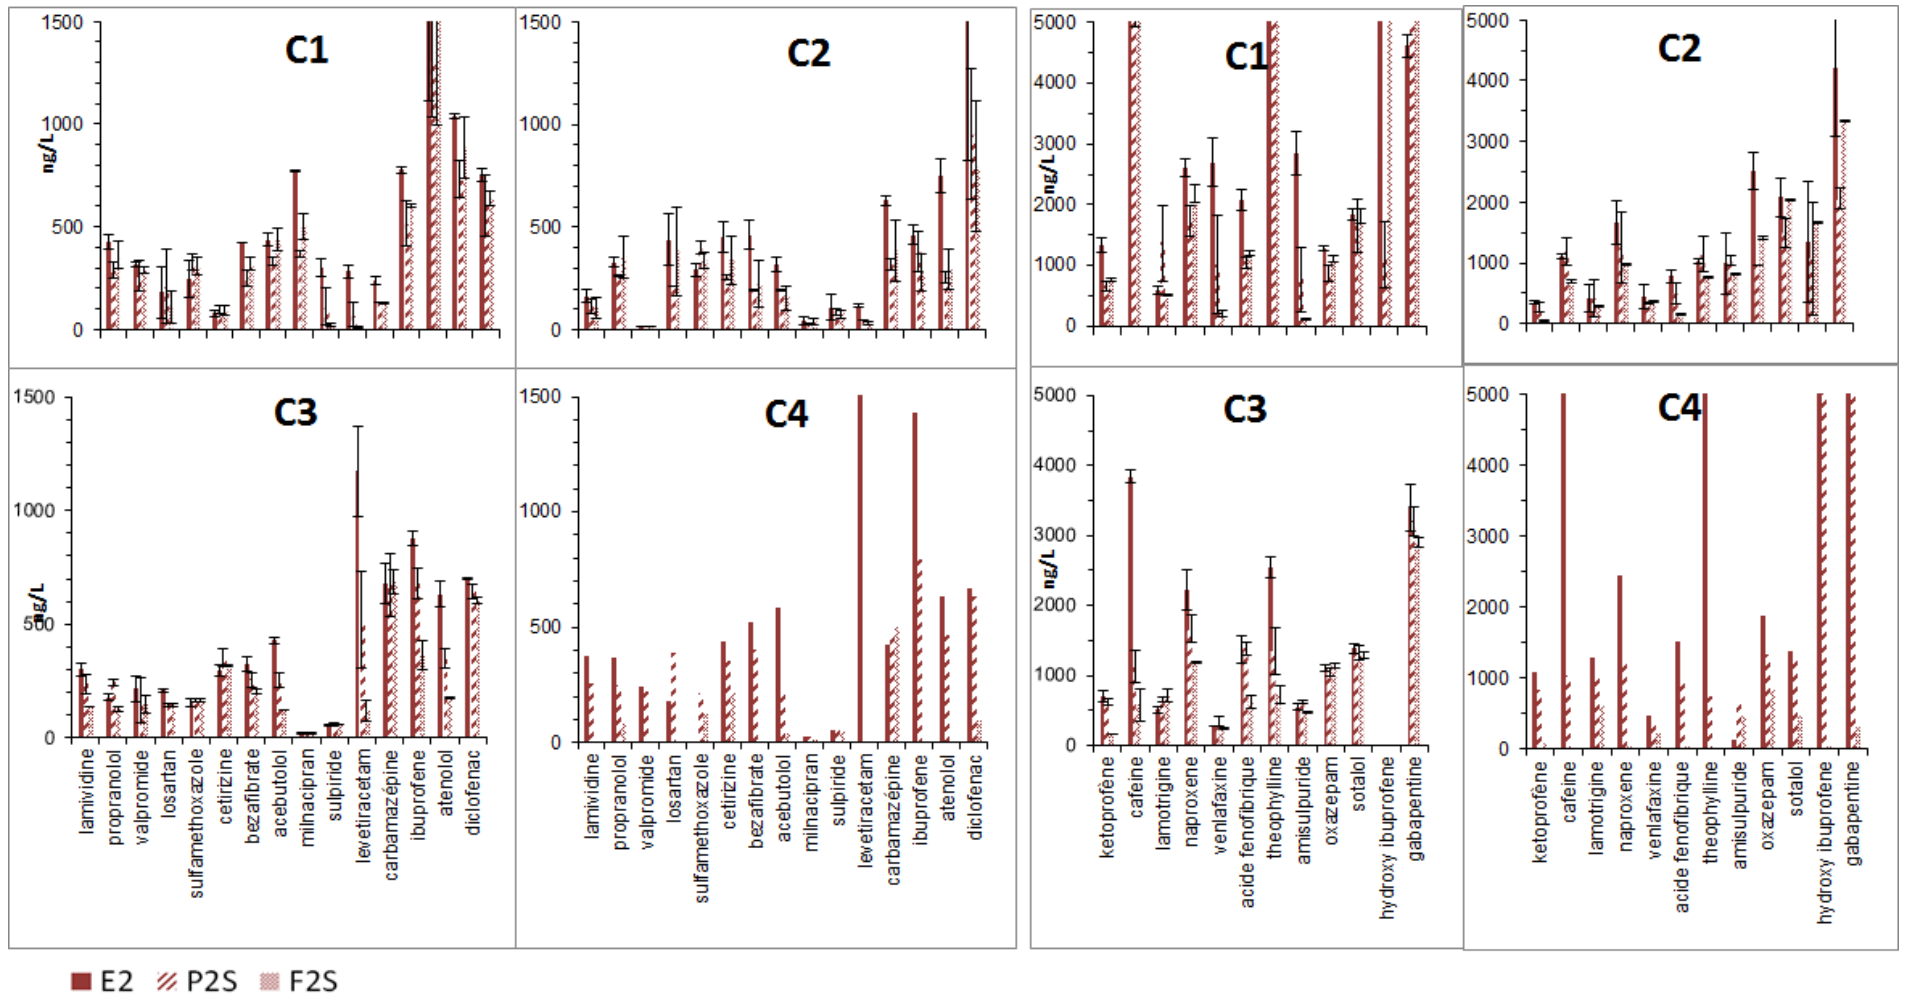 C1
1500
1000
500
0
ng/L
C2
1500
1000
500
0
C1
5000
4000
3000
2000
1000
0
ng/L
C2
5000
4000
3000
2000
1000
0
C3
1500
1000
500
0
ng/L
lamividine
propranolol
valpromide
losartan
sulfamethoxazole
cetirizine
bezafibrate
acebutolol
milnacipran
sulpiride
levetiracetam
carbamazépine
ibuprofene
atenolol
diclofenac
C4
1500
1000
500
0
lamividine
propranolol
valpromide
losartan
sulfamethoxazole
cetirizine
bezafibrate
acebutolol
milnacipran
sulpiride
levetiracetam
carbamazépine
ibuprofene
atenolol
diclofenac
C3
5000
4000
3000
2000
1000
0
ng/L
ketoprofène
cafeine
lamotrigine
naproxene
venlafaxine
acide fenofibrique
theophylline
amisulpuride
oxazepam
sotalol
hydroxy ibuprofene
gabapentine
C4
5000
4000
3000
2000
1000
0
ketoprofène
cafeine
lamotrigine
naproxene
venlafaxine
acide fenofibrique
theophylline
amisulpuride
oxazepam
sotalol
hydroxy ibuprofene
gabapentine
E2 P2S F2S